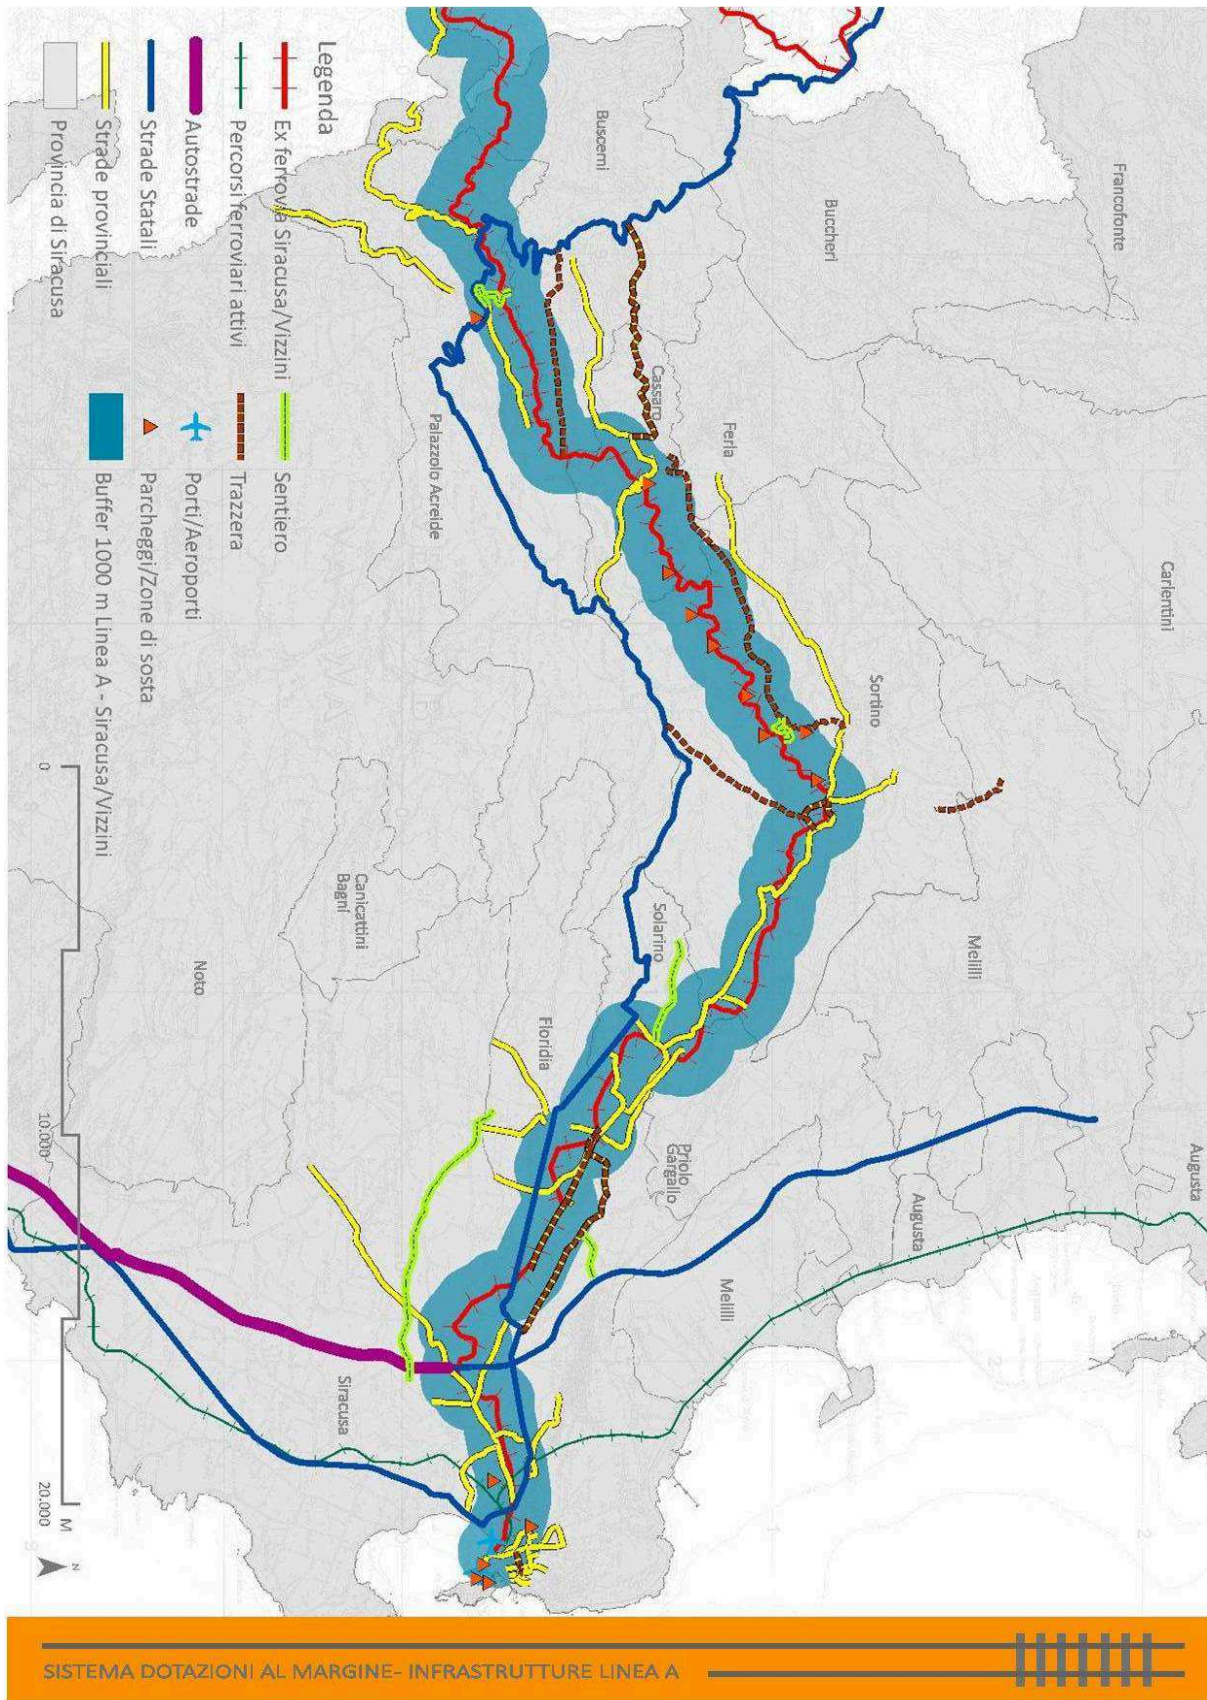 Legenda
Ex ferrovia Siracusa/Vizzini
Percorsi ferroviari attivi
Autostrade
Strade Statali
Strade provinciali
Provincia di Siracusa
Sentiero
Trazzera
Porti/Aeroporti
Parcheggi/Zone di sosta
Buffer 1000 m Linea A - Siracusa/Vizzini
0
10.000
20.000
M
N
Francofonte
Buscemi
Buccheri
Cassaro
Ferla
Palazzolo Acreide
Carlentini
Sortino
Melilli
Solarino
Canicattini
Bagni
Noto
Floridia
Priolo
Gargallo
Augusta
Augusta
Melilli
Siracusa
SISTEMA DOTAZIONI AL MARGINE- INFRASTRUTTURE LINEA A